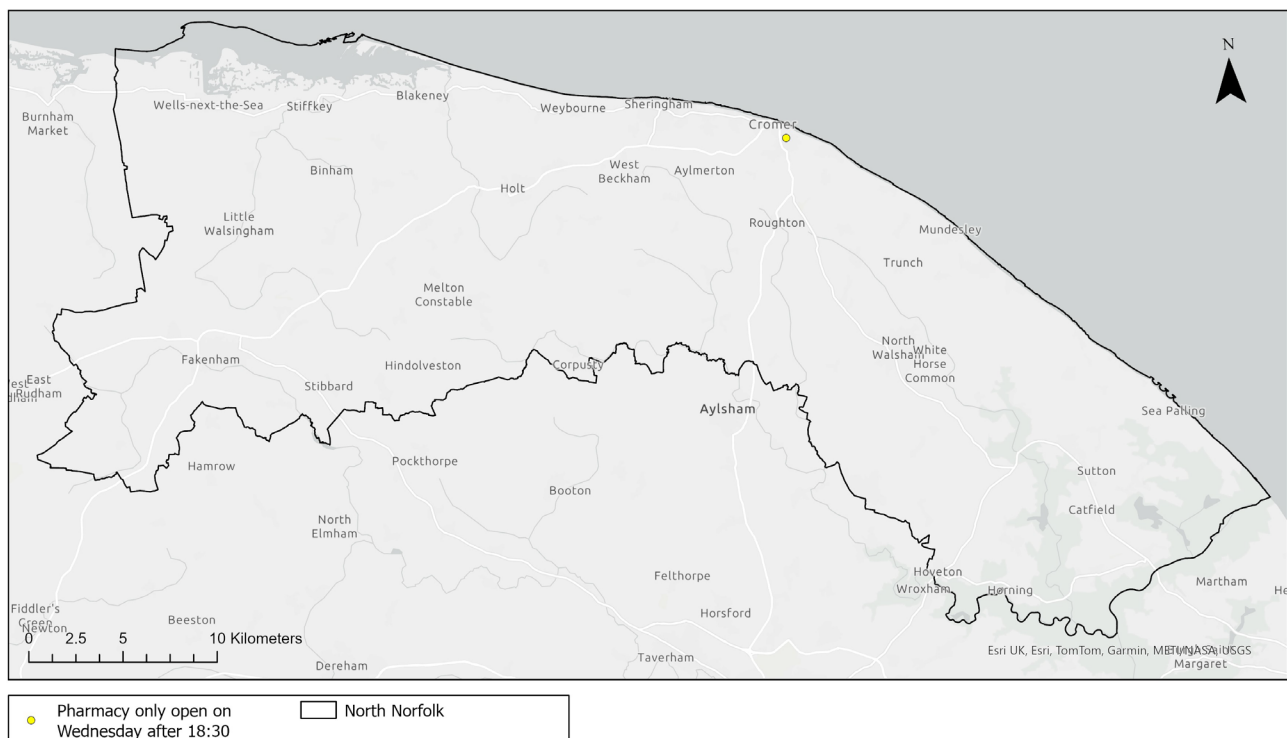 N
Cromer
Sheringham
Blakeney
Weybourne
Wells-next-the-Sea
Stiffkey
Burnham
Market
Binham
West
Beckham
Aylmerton
Holt
Little
Walsingham
Roughton
Mundesley
Trunch
Melton
Constable
North
Walsham
White
Horse
Common
Fakenham
Hindolveston
Corpusty
East
Rudham
Stibbard
Aylsham
Sea Palling
Hamrow
Pockthorpe
Booton
Sutton
Catfield
North
Elmham
Felthorpe
Hoveton
Wroxham
Horning
Martham
Fiddler's
Green
Newton
Beeston
Horsford
Dereham
Taverham
Margaret
0 2.5 5 10 Kilometers
Esri UK, Esri, TomTom, Garmin, METI/NASA, USGS
Pharmacy only open on
Wednesday after 18:30
North Norfolk